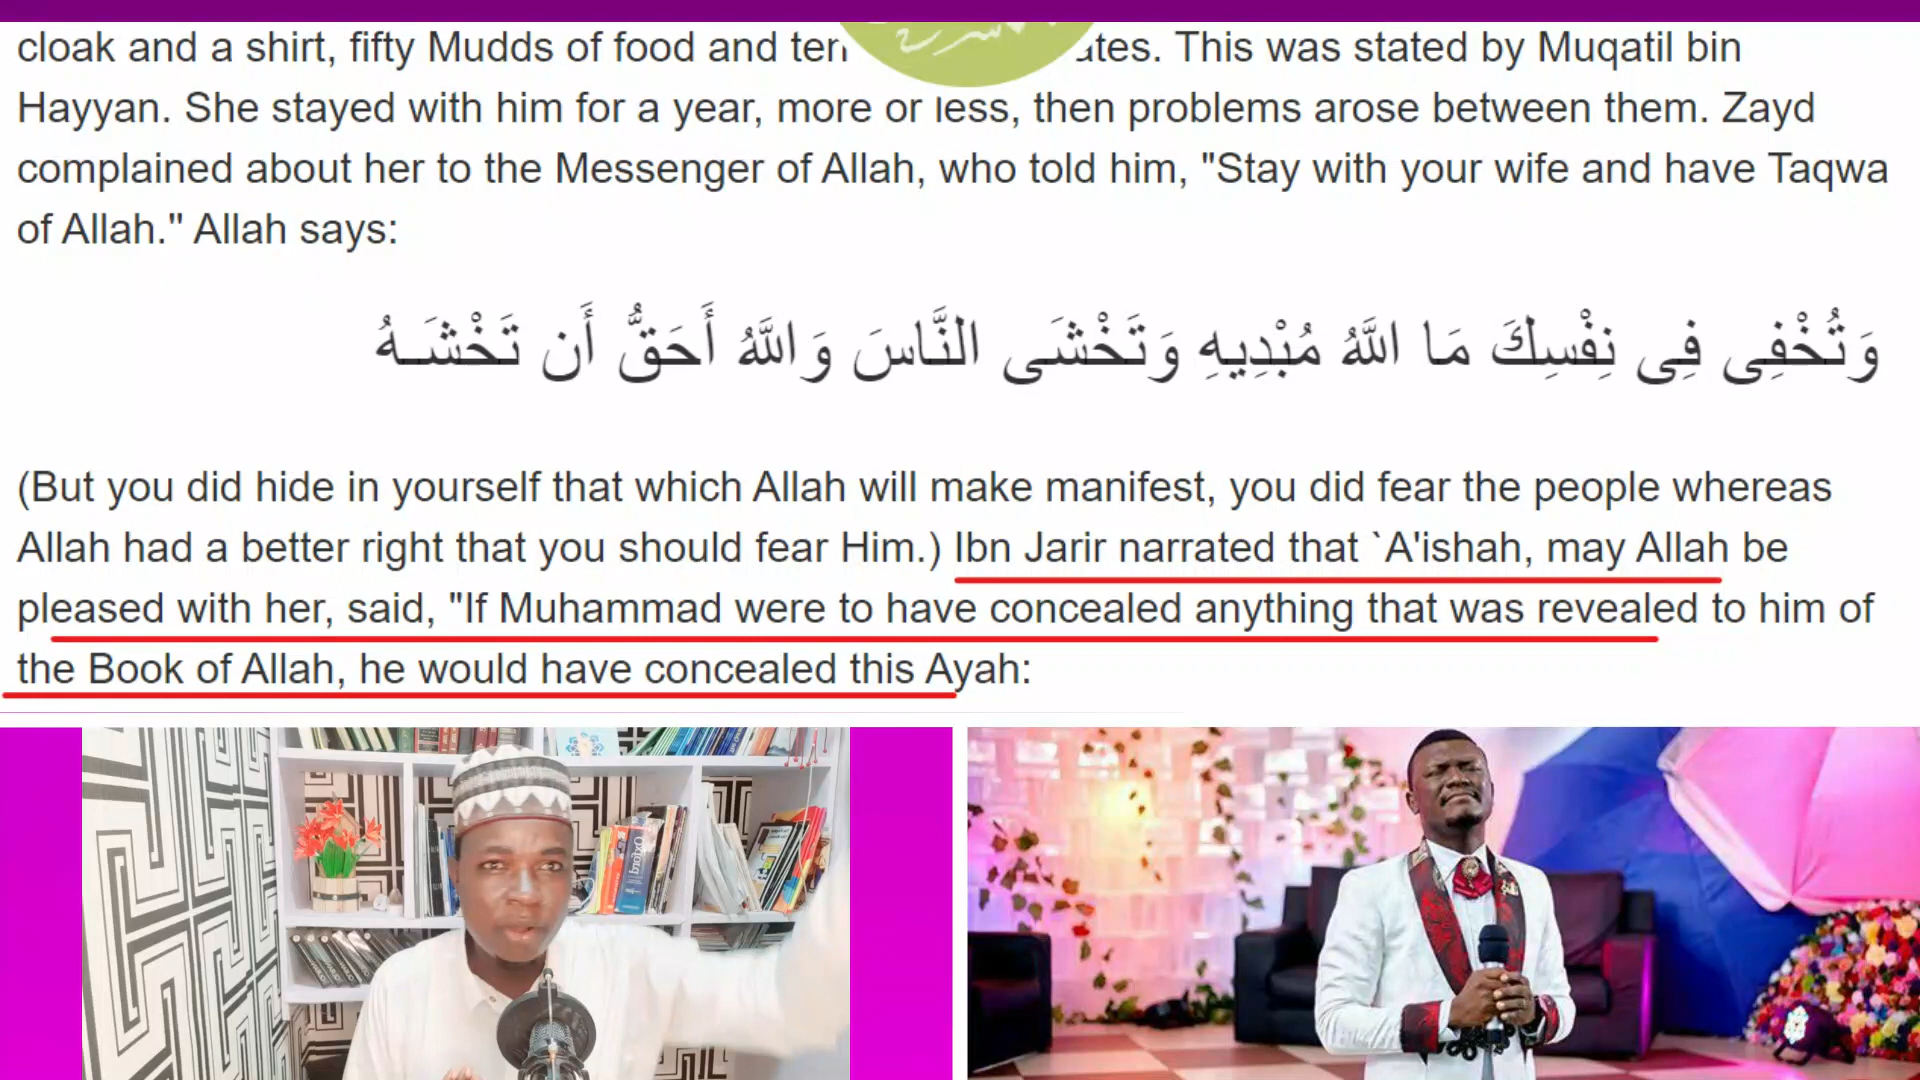 cloak and a shirt, fifty Mudds of food and ten ates. This was stated by Muqatil bin
Hayyan. She stayed with him for a year, more or less, then problems arose between them. Zayd
complained about her to the Messenger of Allah, who told him, "Stay with your wife and have Taqwa
of Allah." Allah says:
وَتُخْفِى فِى نِفْسِكَ مَا اللَّهُ مُبْدِيهِ وَتَخْشَى النَّاسَ وَاللَّهُ أَحَقُّ أَن تَخْشَـهُ
(But you did hide in yourself that which Allah will make manifest, you did fear the people whereas
Allah had a better right that you should fear Him.) Ibn Jarir narrated that `A'ishah, may Allah be
pleased with her, said, "If Muhammad were to have concealed anything that was revealed to him of
the Book of Allah, he would have concealed this Ayah: